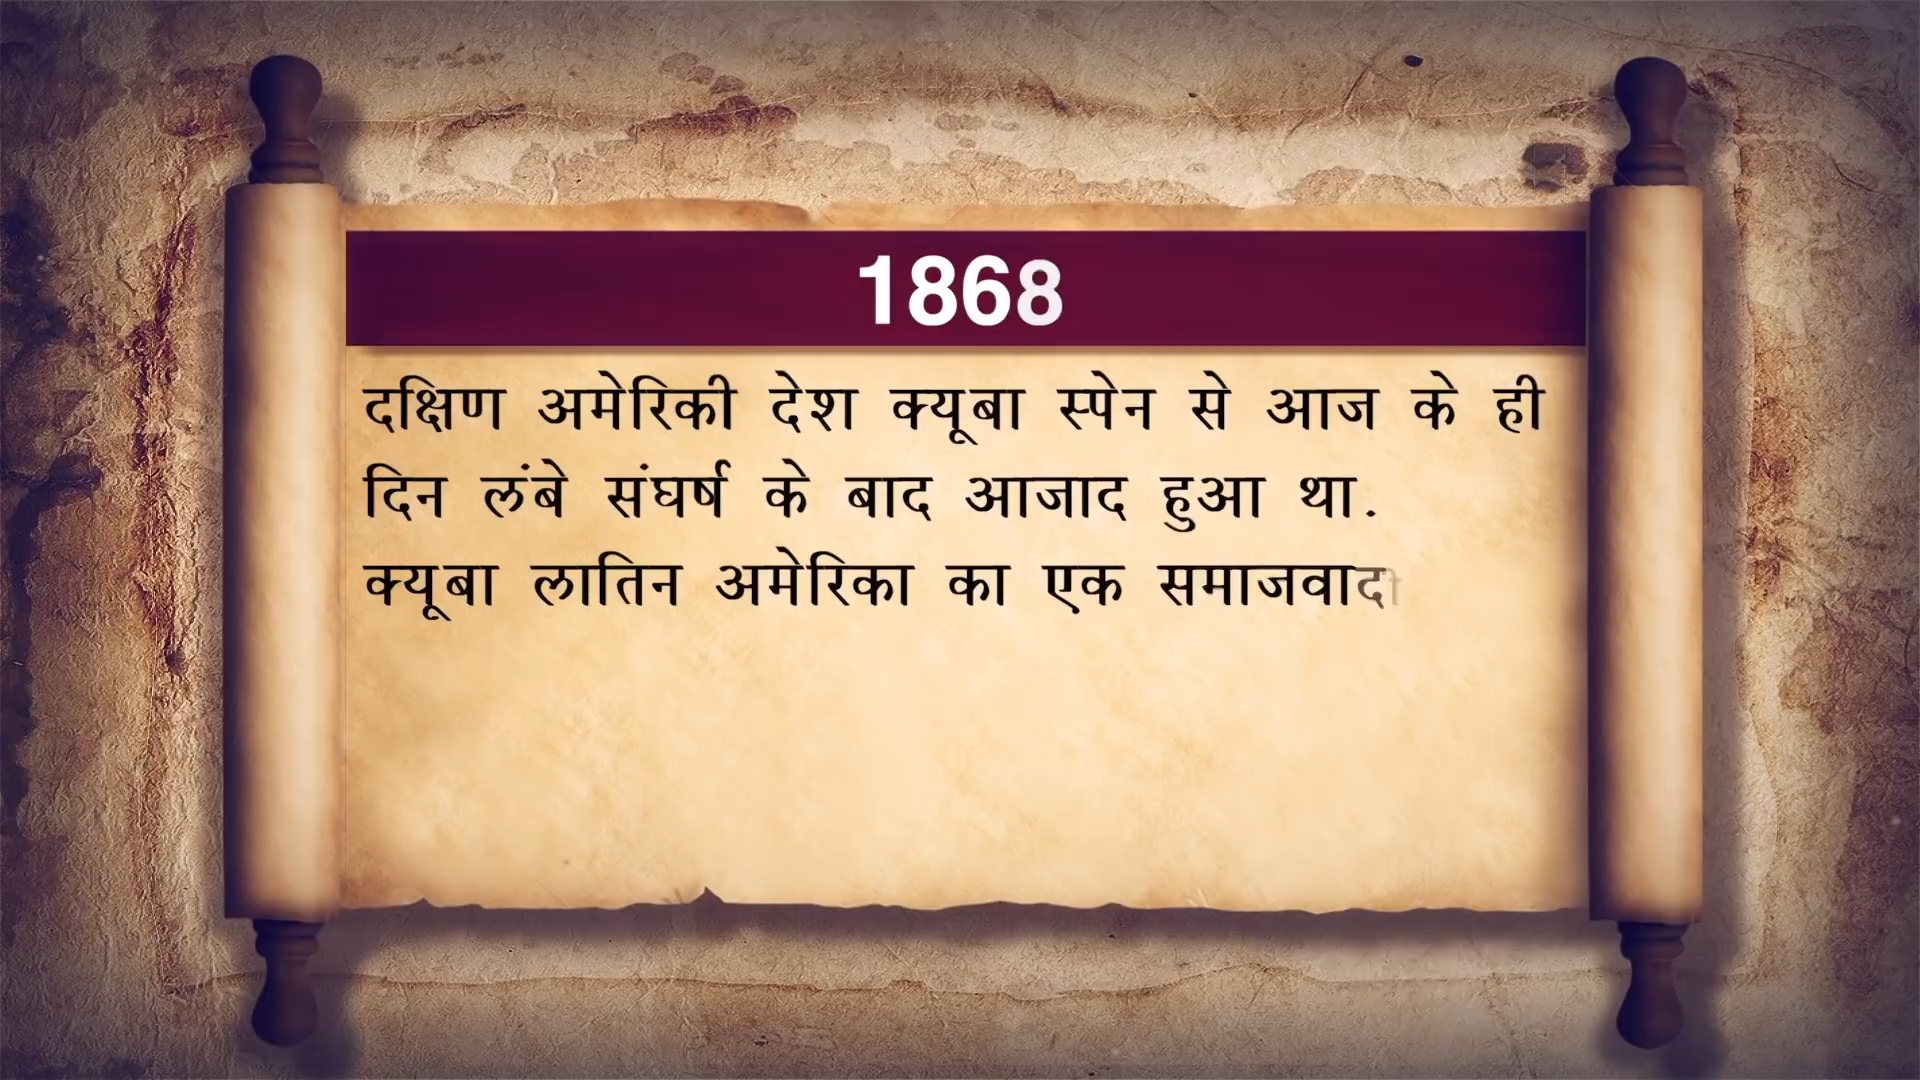 1868
दक्षिण अमेरिकी देश क्यूबा स्पेन से आज के ही
दिन लंबे संघर्ष के बाद आजाद हुआ था.
क्यूबा लातिन अमेरिका का एक